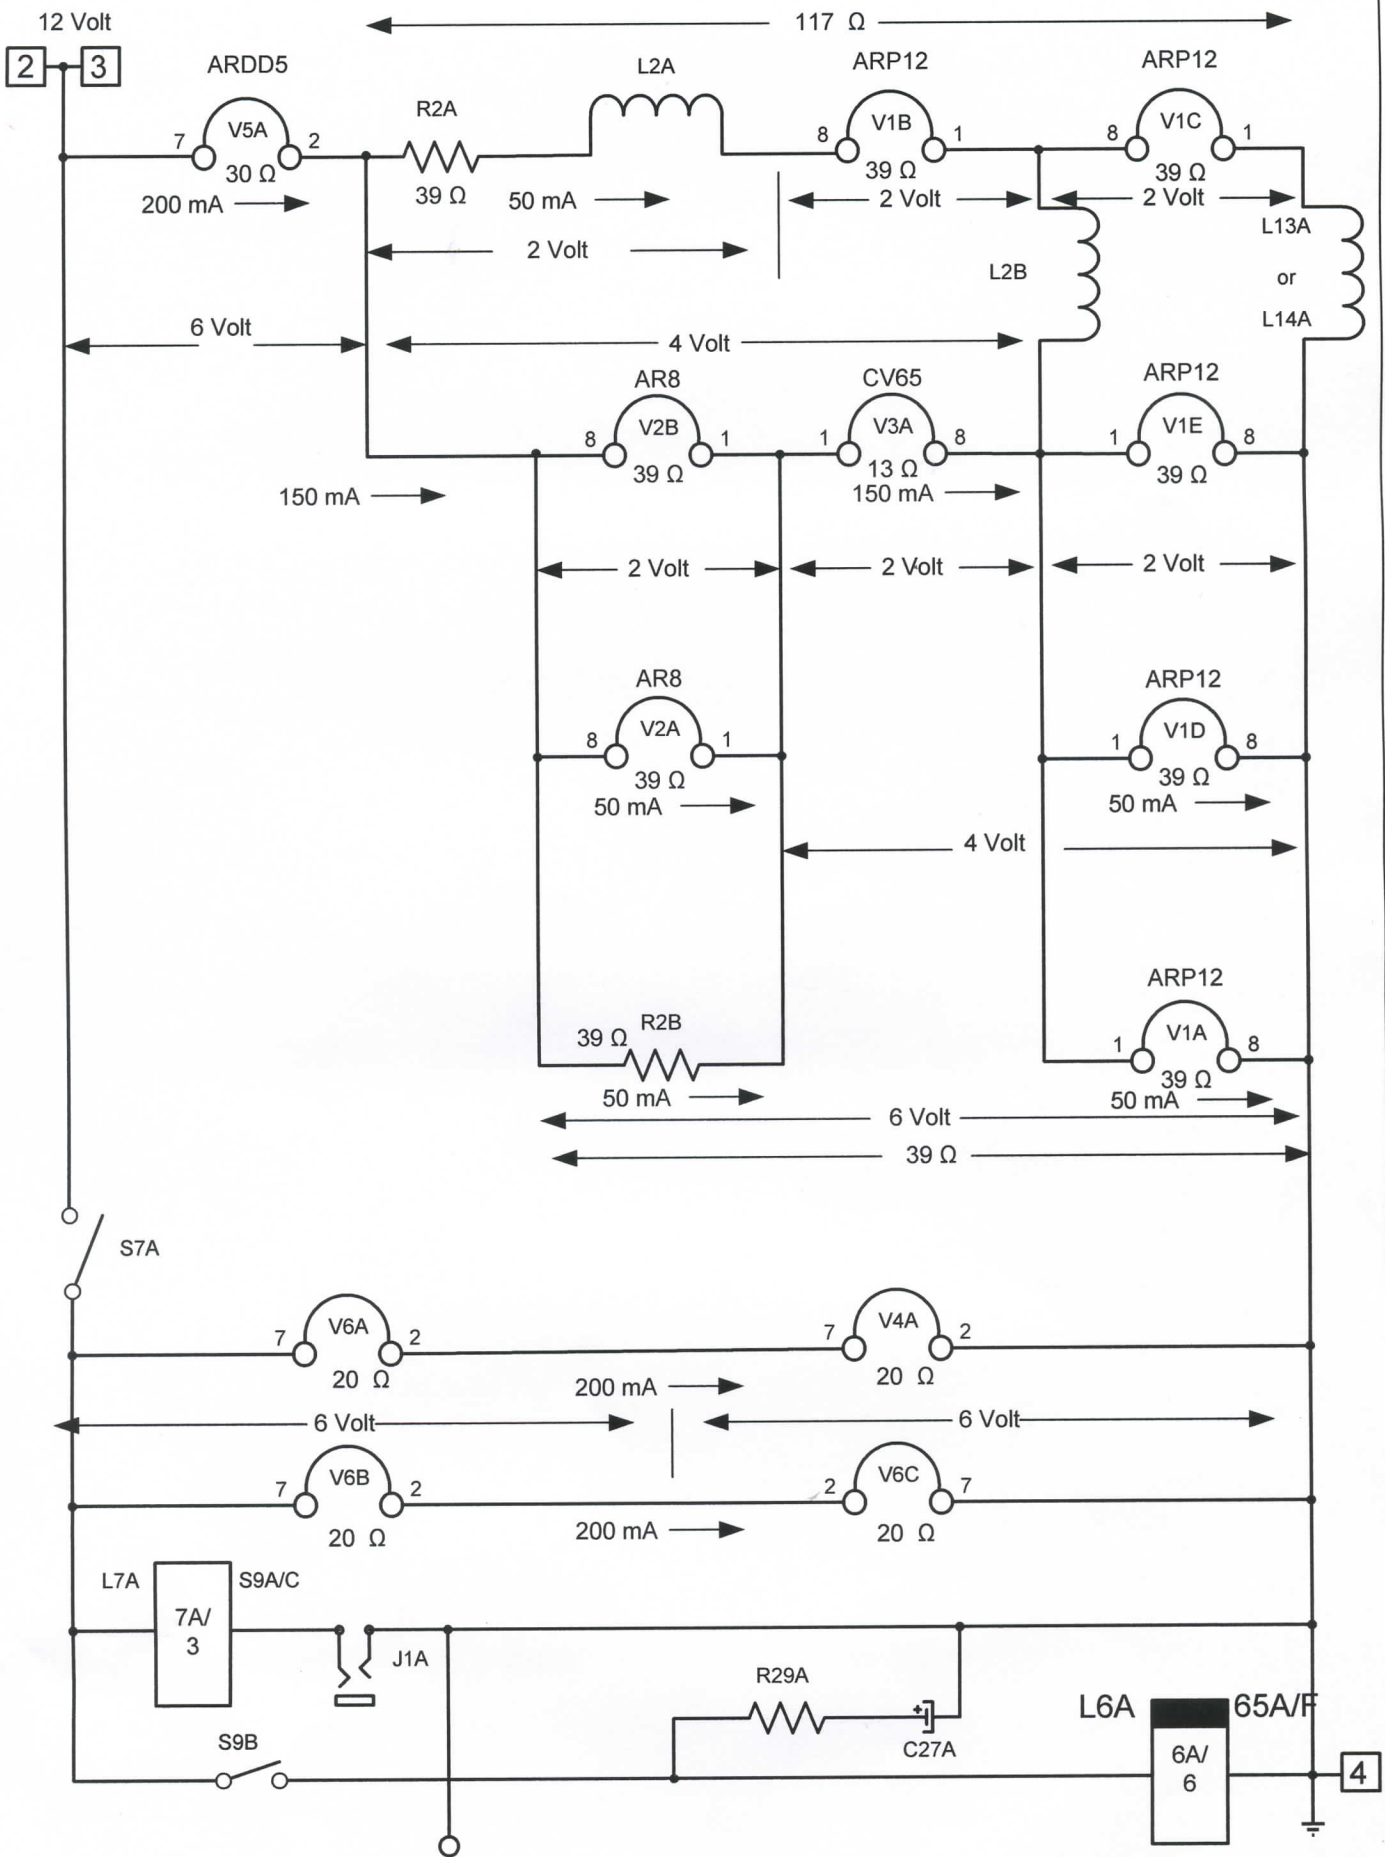 12 Volt
117 Ω
2
3
ARDD5
L2A
ARP12
ARP12
R2A
7
V5A
2
30 Ω
39 Ω
8
V1B
1
39 Ω
8
V1C
1
39 Ω
200 mA
50 mA
2 Volt
2 Volt
2 Volt
L13A
or
L14A
L2B
6 Volt
4 Volt
AR8
CV65
ARP12
8
V2B
1
39 Ω
1
V3A
8
13 Ω
1
V1E
8
39 Ω
150 mA
150 mA
2 Volt
2 Volt
2 Volt
AR8
ARP12
8
V2A
1
39 Ω
50 mA
1
V1D
8
39 Ω
50 mA
4 Volt
ARP12
39 Ω
R2B
50 mA
1
V1A
8
39 Ω
50 mA
6 Volt
39 Ω
S7A
7
V6A
2
20 Ω
7
V4A
2
20 Ω
200 mA
6 Volt
6 Volt
7
V6B
2
20 Ω
2
V6C
7
20 Ω
200 mA
L7A
7A/
3
S9A/C
J1A
R29A
+
C27A
S9B
L6A
65A/F
6A/
6
4